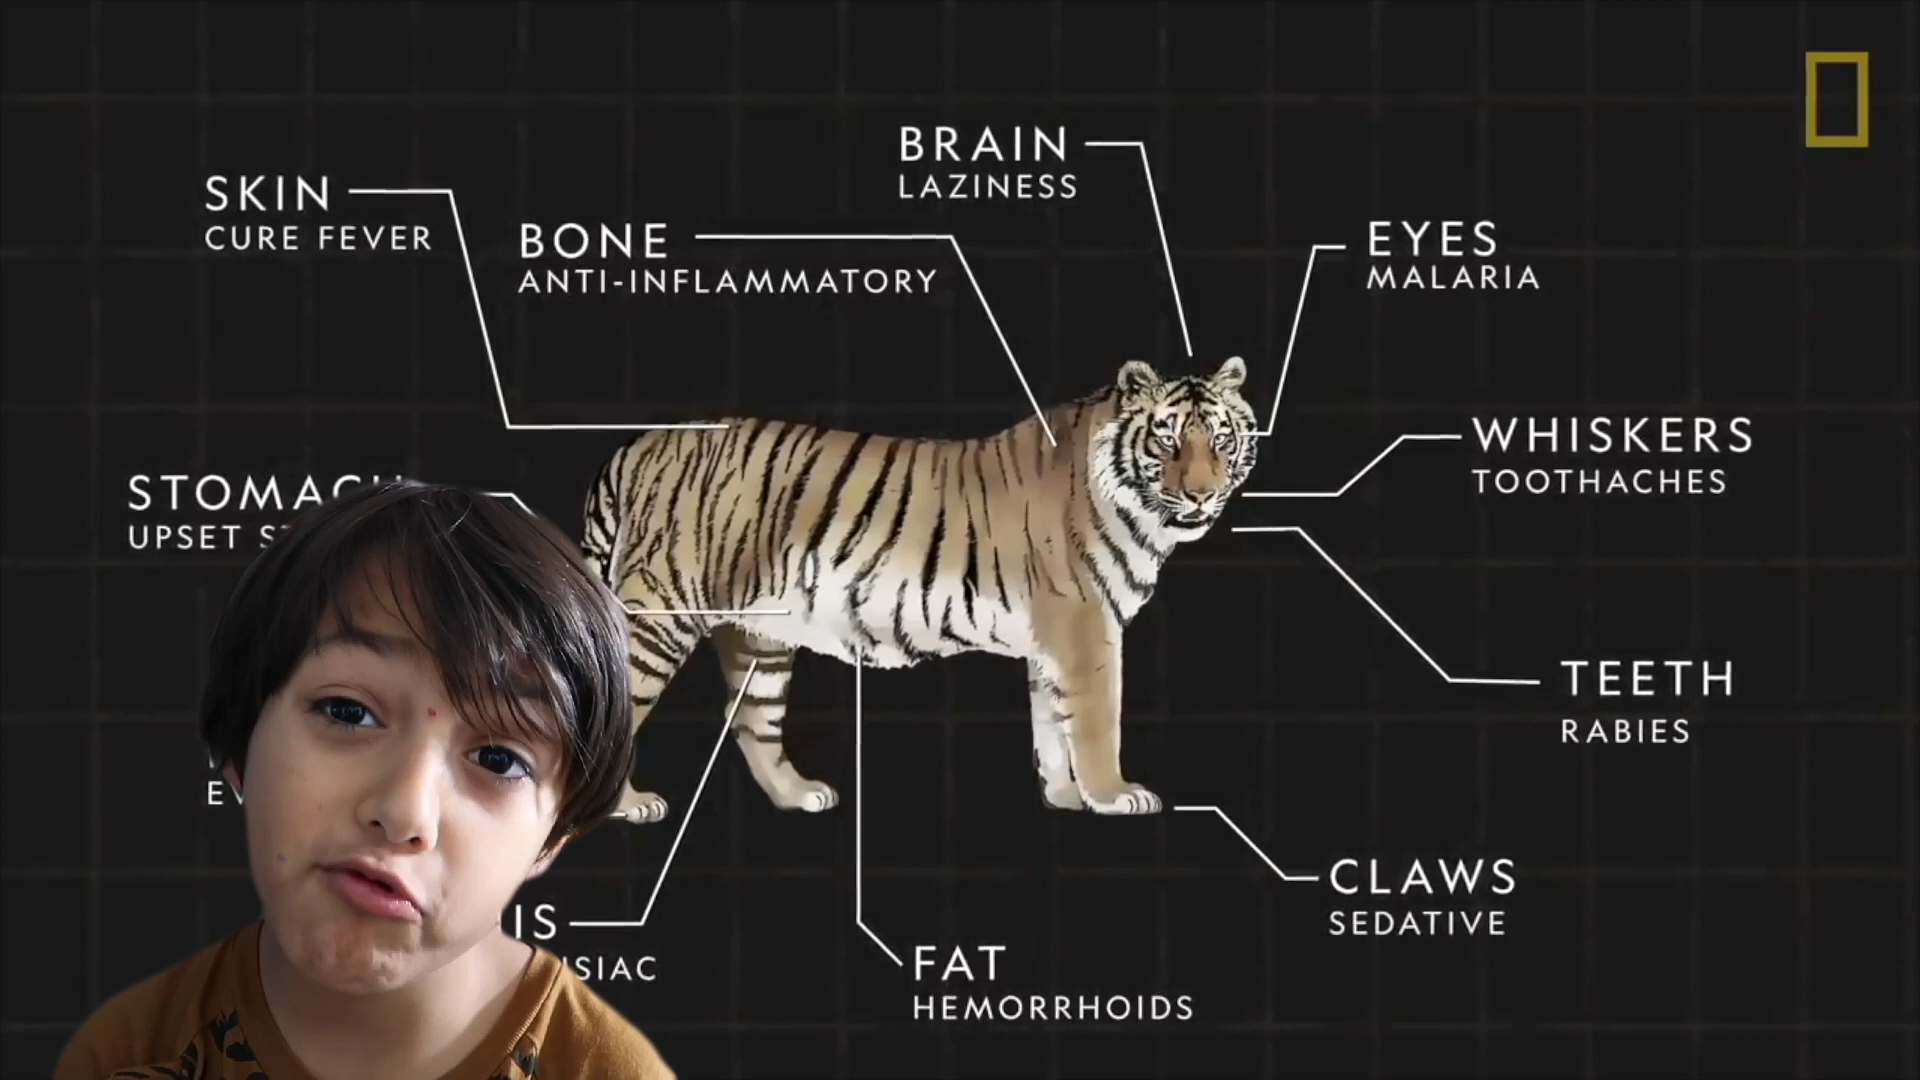 BRAIN
LAZINESS
SKIN
CURE FEVER
BONE
ANTI-INFLAMMATORY
EYES
MALARIA
WHISKERS
TOOTHACHES
STOMACH
UPSET
TEETH
RABIES
CLAWS
SEDATIVE
FAT
HEMORRHOIDS